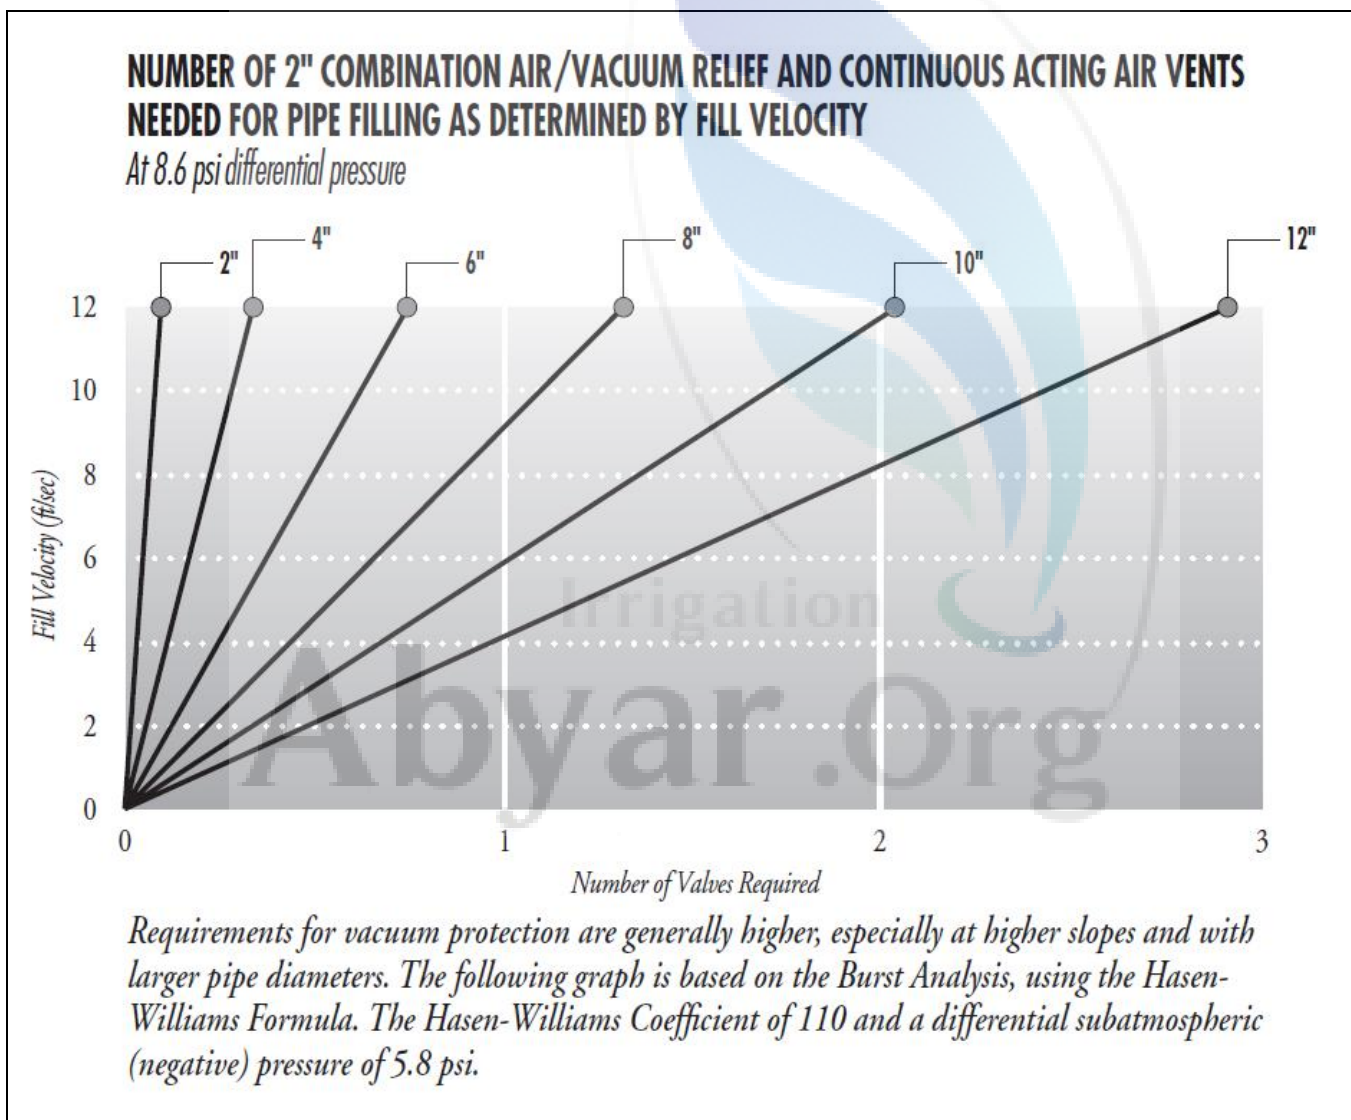 NUMBER OF 2" COMBINATION AIR/VACUUM RELIEF AND CONTINUOUS ACTING AIR VENTS
NEEDED FOR PIPE FILLING AS DETERMINED BY FILL VELOCITY
At 8.6 psi differential pressure
2"
4"
6"
8"
10"
12"
12
10
8
6
4
2
0
Fill Velocity (ft/sec)
Irrigation
Abyar.Org
0
1
2
3
Number of Valves Required
Requirements for vacuum protection are generally higher, especially at higher slopes and with
larger pipe diameters. The following graph is based on the Burst Analysis, using the Hasen-
Williams Formula. The Hasen-Williams Coefficient of 110 and a differential subatmospheric
(negative) pressure of 5.8 psi.